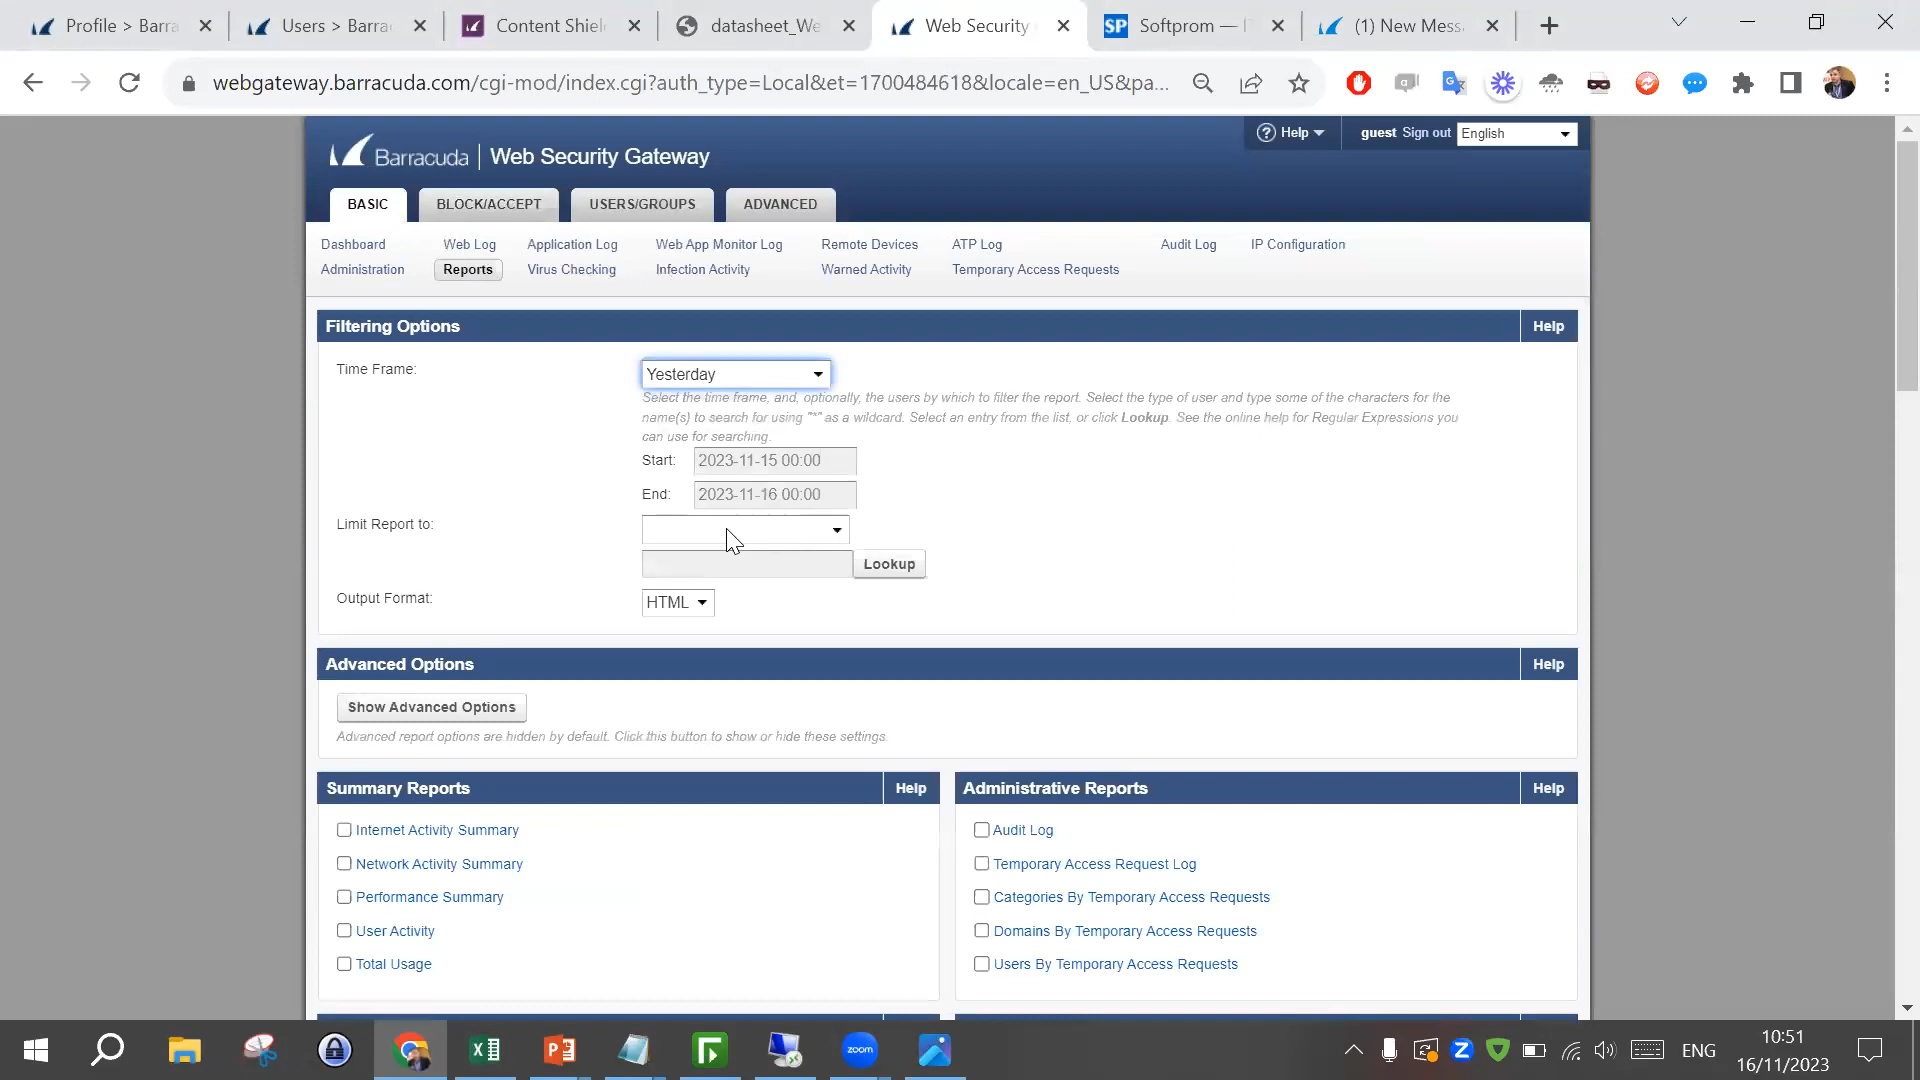 Profile > Barra
Users > Barra
Content Shiel
datasheet_We
Web Security
SP Softprom — IT
(1) New Messa
webgateway.barracuda.com/cgi-mod/index.cgi?auth_type=Local&et=1700484618&locale=en_US&pa...
Barracuda | Web Security Gateway
Help
guest Sign out English
BASIC BLOCK/ACCEPT USERS/GROUPS ADVANCED
Dashboard Web Log Application Log Web App Monitor Log Remote Devices ATP Log Audit Log IP Configuration
Administration Reports Virus Checking Infection Activity Warned Activity Temporary Access Requests
Filtering Options Help
Time Frame: Yesterday
Select the time frame, and, optionally, the users by which to filter the report. Select the type of user and type some of the characters for the
name(s) to search for using "*" as a wildcard. Select an entry from the list, or click Lookup. See the online help for Regular Expressions you
can use for searching.
Start: 2023-11-15 00:00
End: 2023-11-16 00:00
Limit Report to:
Lookup
Output Format: HTML
Advanced Options Help
Show Advanced Options
Advanced report options are hidden by default. Click this button to show or hide these settings.
Summary Reports Help
Internet Activity Summary
Network Activity Summary
Performance Summary
User Activity
Total Usage
Administrative Reports Help
Audit Log
Temporary Access Request Log
Categories By Temporary Access Requests
Domains By Temporary Access Requests
Users By Temporary Access Requests
zoom
ENG
10:51
16/11/2023